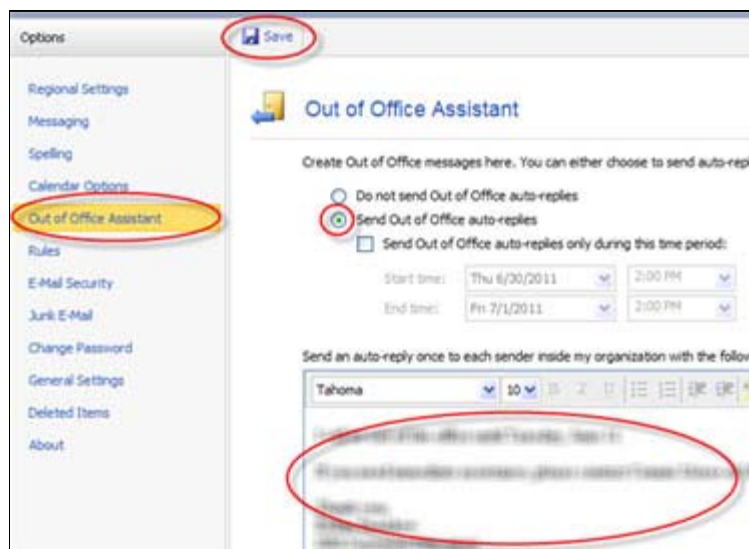 Options
Save
Regional Settings
Messaging
Spelling
Calendar Options
Out of Office Assistant
Rules
E-Mail Security
Junk E-Mail
Change Password
General Settings
Deleted Items
About
Out of Office Assistant
Create Out of Office messages here. You can either choose to send auto-repl
Do not send Out of Office auto-replies
Send Out of Office auto-replies
Send Out of Office auto-replies only during this time period:
Start time: Thu 6/30/2011 2:00 PM
End time: Fri 7/1/2011 2:00 PM
Send an auto-reply once to each sender inside my organization with the follow
Tahoma 10 B I U